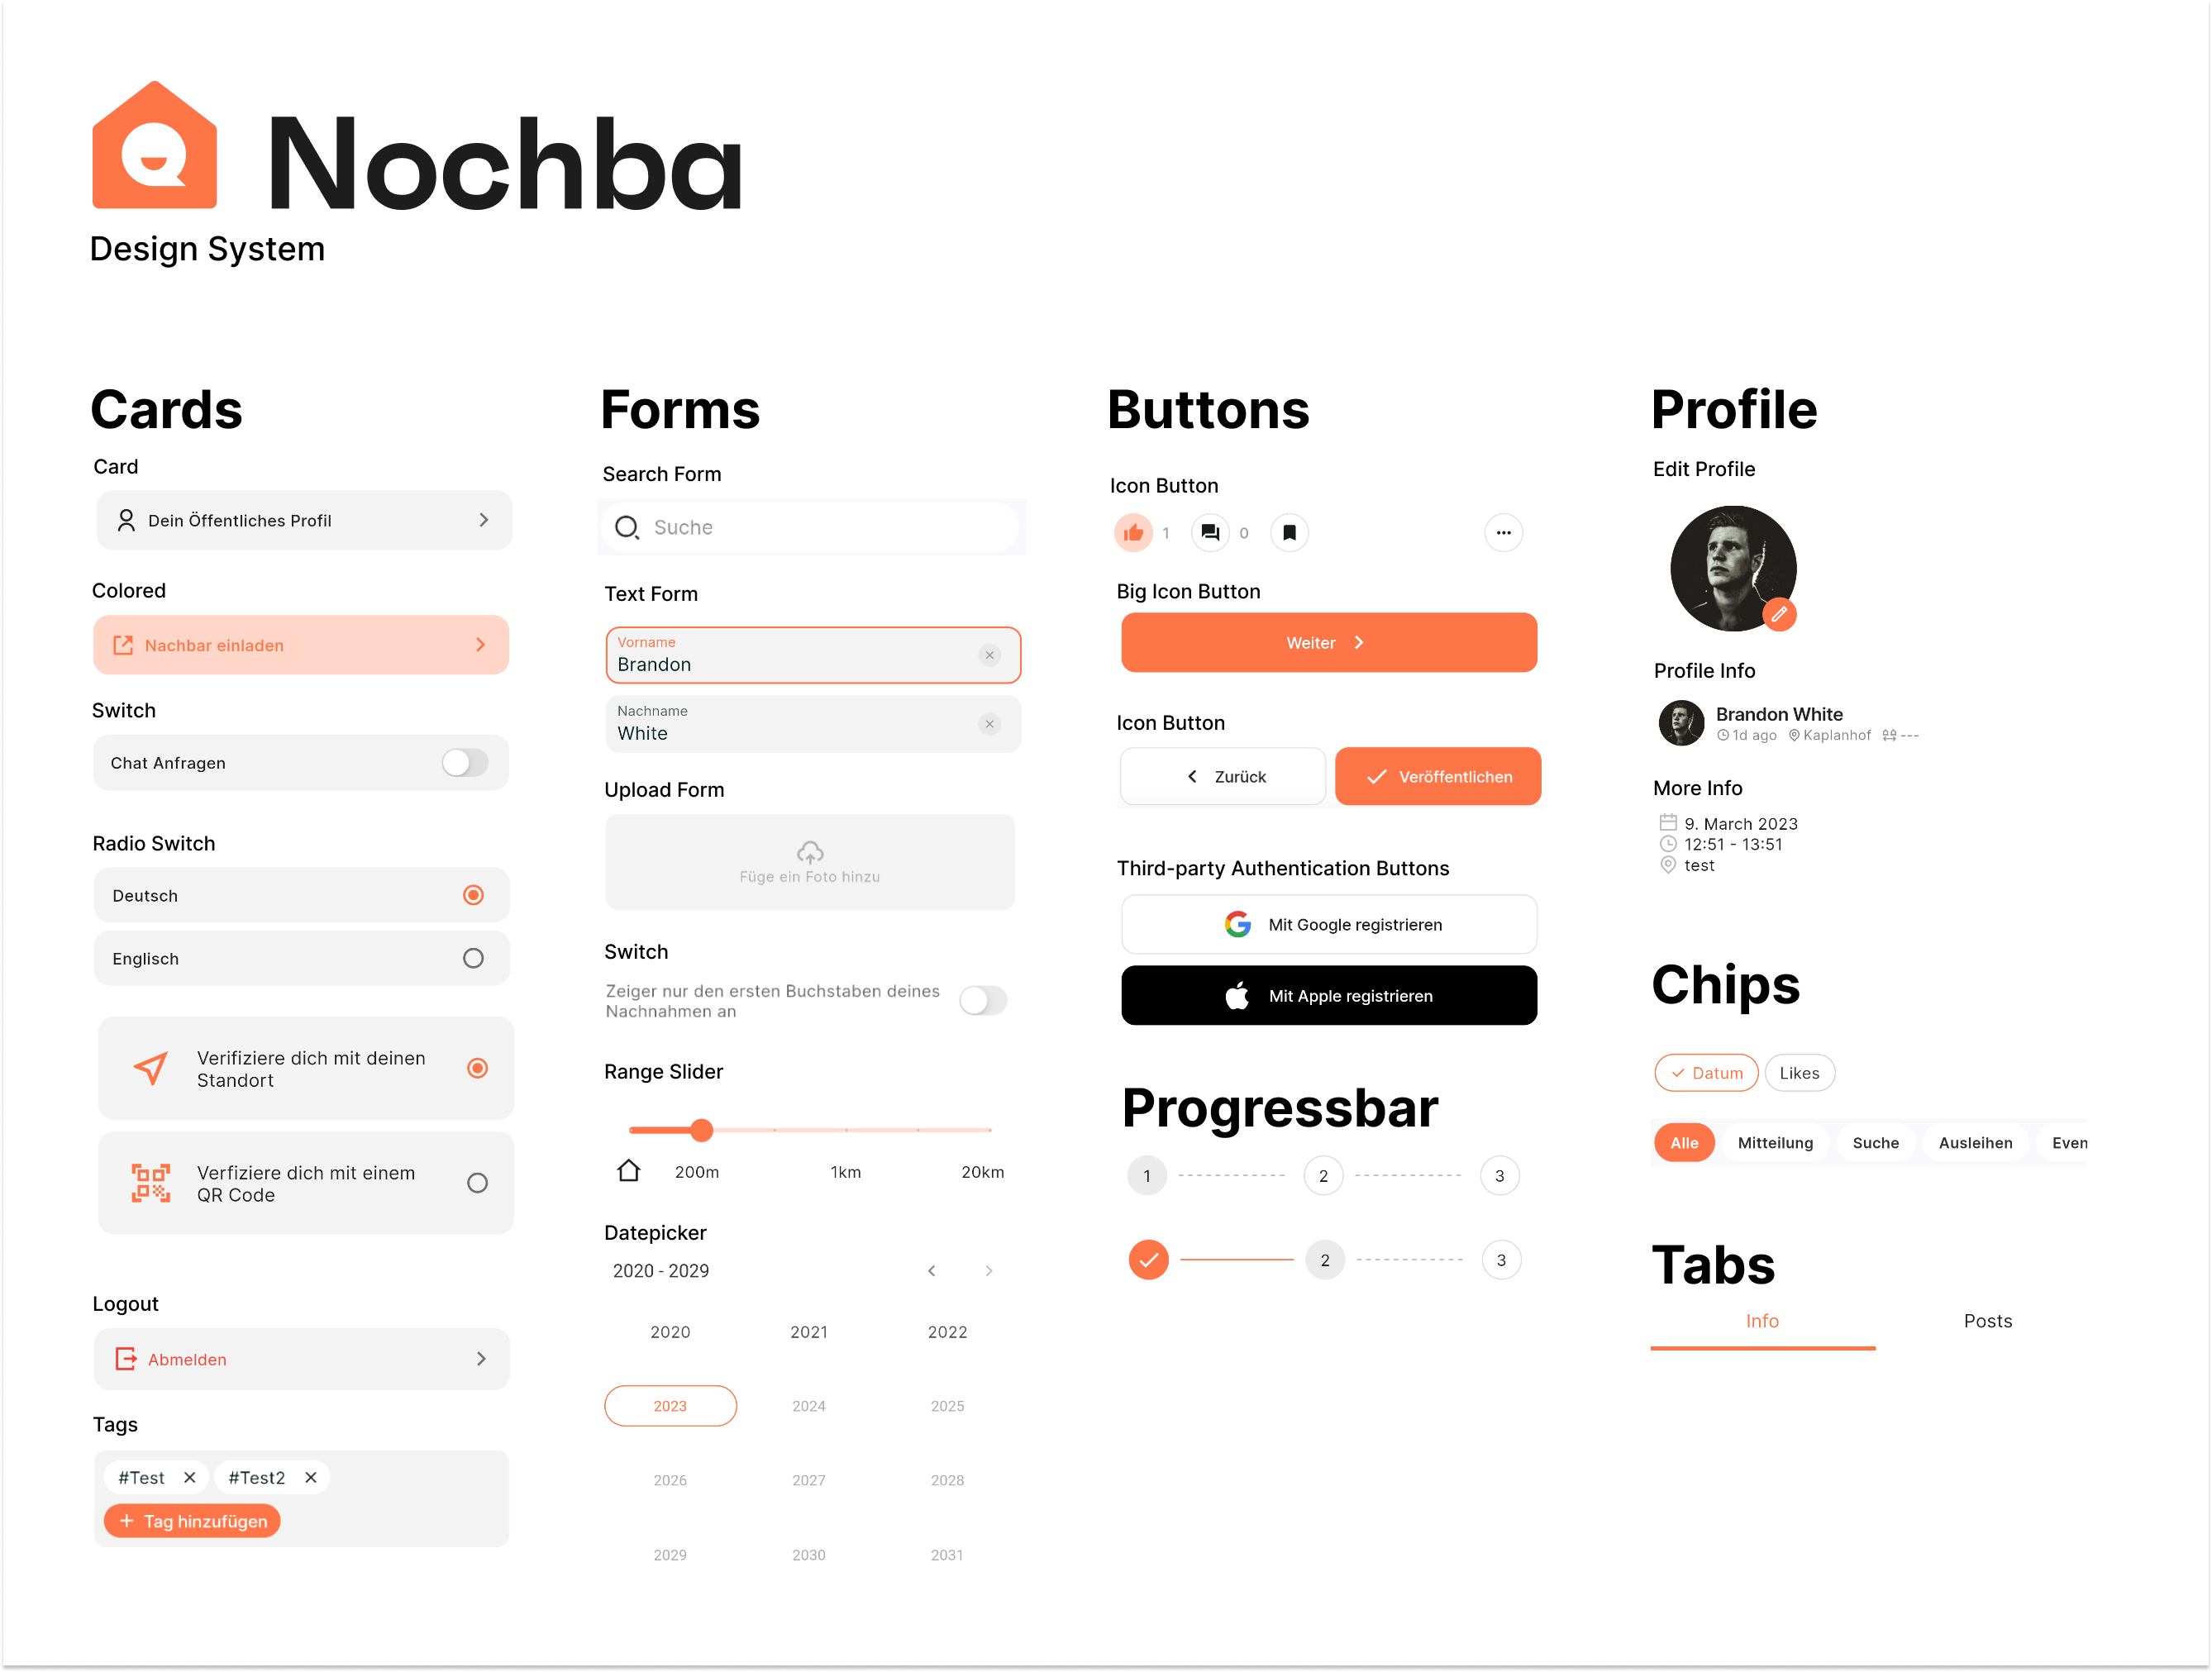 Nochba
Design System
Cards
Card
Dein Öffentliches Profil
Colored
Nachbar einladen
Switch
Chat Anfragen
Radio Switch
Deutsch
Englisch
Verifiziere dich mit deinen
Standort
Verfiziere dich mit einem
QR Code
Logout
Abmelden
Tags
#Test
#Test2
Tag hinzufügen
Forms
Search Form
Suche
Text Form
Vorname
Brandon
Nachname
White
Upload Form
Füge ein Foto hinzu
Switch
Zeiger nur den ersten Buchstaben deines
Nachnahmen an
Range Slider
200m 1km 20km
Datepicker
2020 - 2029
2020 2021 2022
2023 2024 2025
2026 2027 2028
2029 2030 2031
Buttons
Icon Button
1 0
Big Icon Button
Weiter
Icon Button
Zurück Veröffentlichen
Third-party Authentication Buttons
Mit Google registrieren
Mit Apple registrieren
Progressbar
1 2 3
2 3
Profile
Edit Profile
Profile Info
Brandon White
1d ago Kaplanhof ---
More Info
9. March 2023
12:51 - 13:51
test
Chips
Datum Likes
Alle Mitteilung Suche Ausleihen Even
Tabs
Info Posts